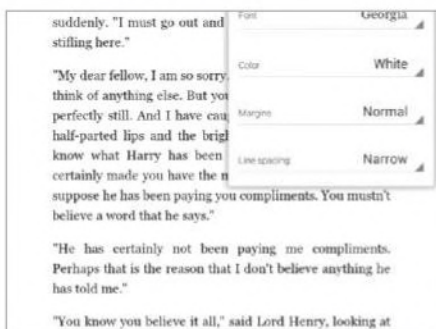 suddenly. "I must go out and
stifling here."
"My dear fellow, I am so sorry.
think of anything else. But you
perfectly still. And I have caug
half-parted lips and the brigh
know what Harry has been
certainly made you have the m
suppose he has been paying you compliments. You mustn't
believe a word that he says."
"He has certainly not been paying me compliments.
Perhaps that is the reason that I don't believe anything he
has told me."
"You know you believe it all," said Lord Henry, looking at
Font Georgia
Color White
Margins Normal
Line spacing Narrow